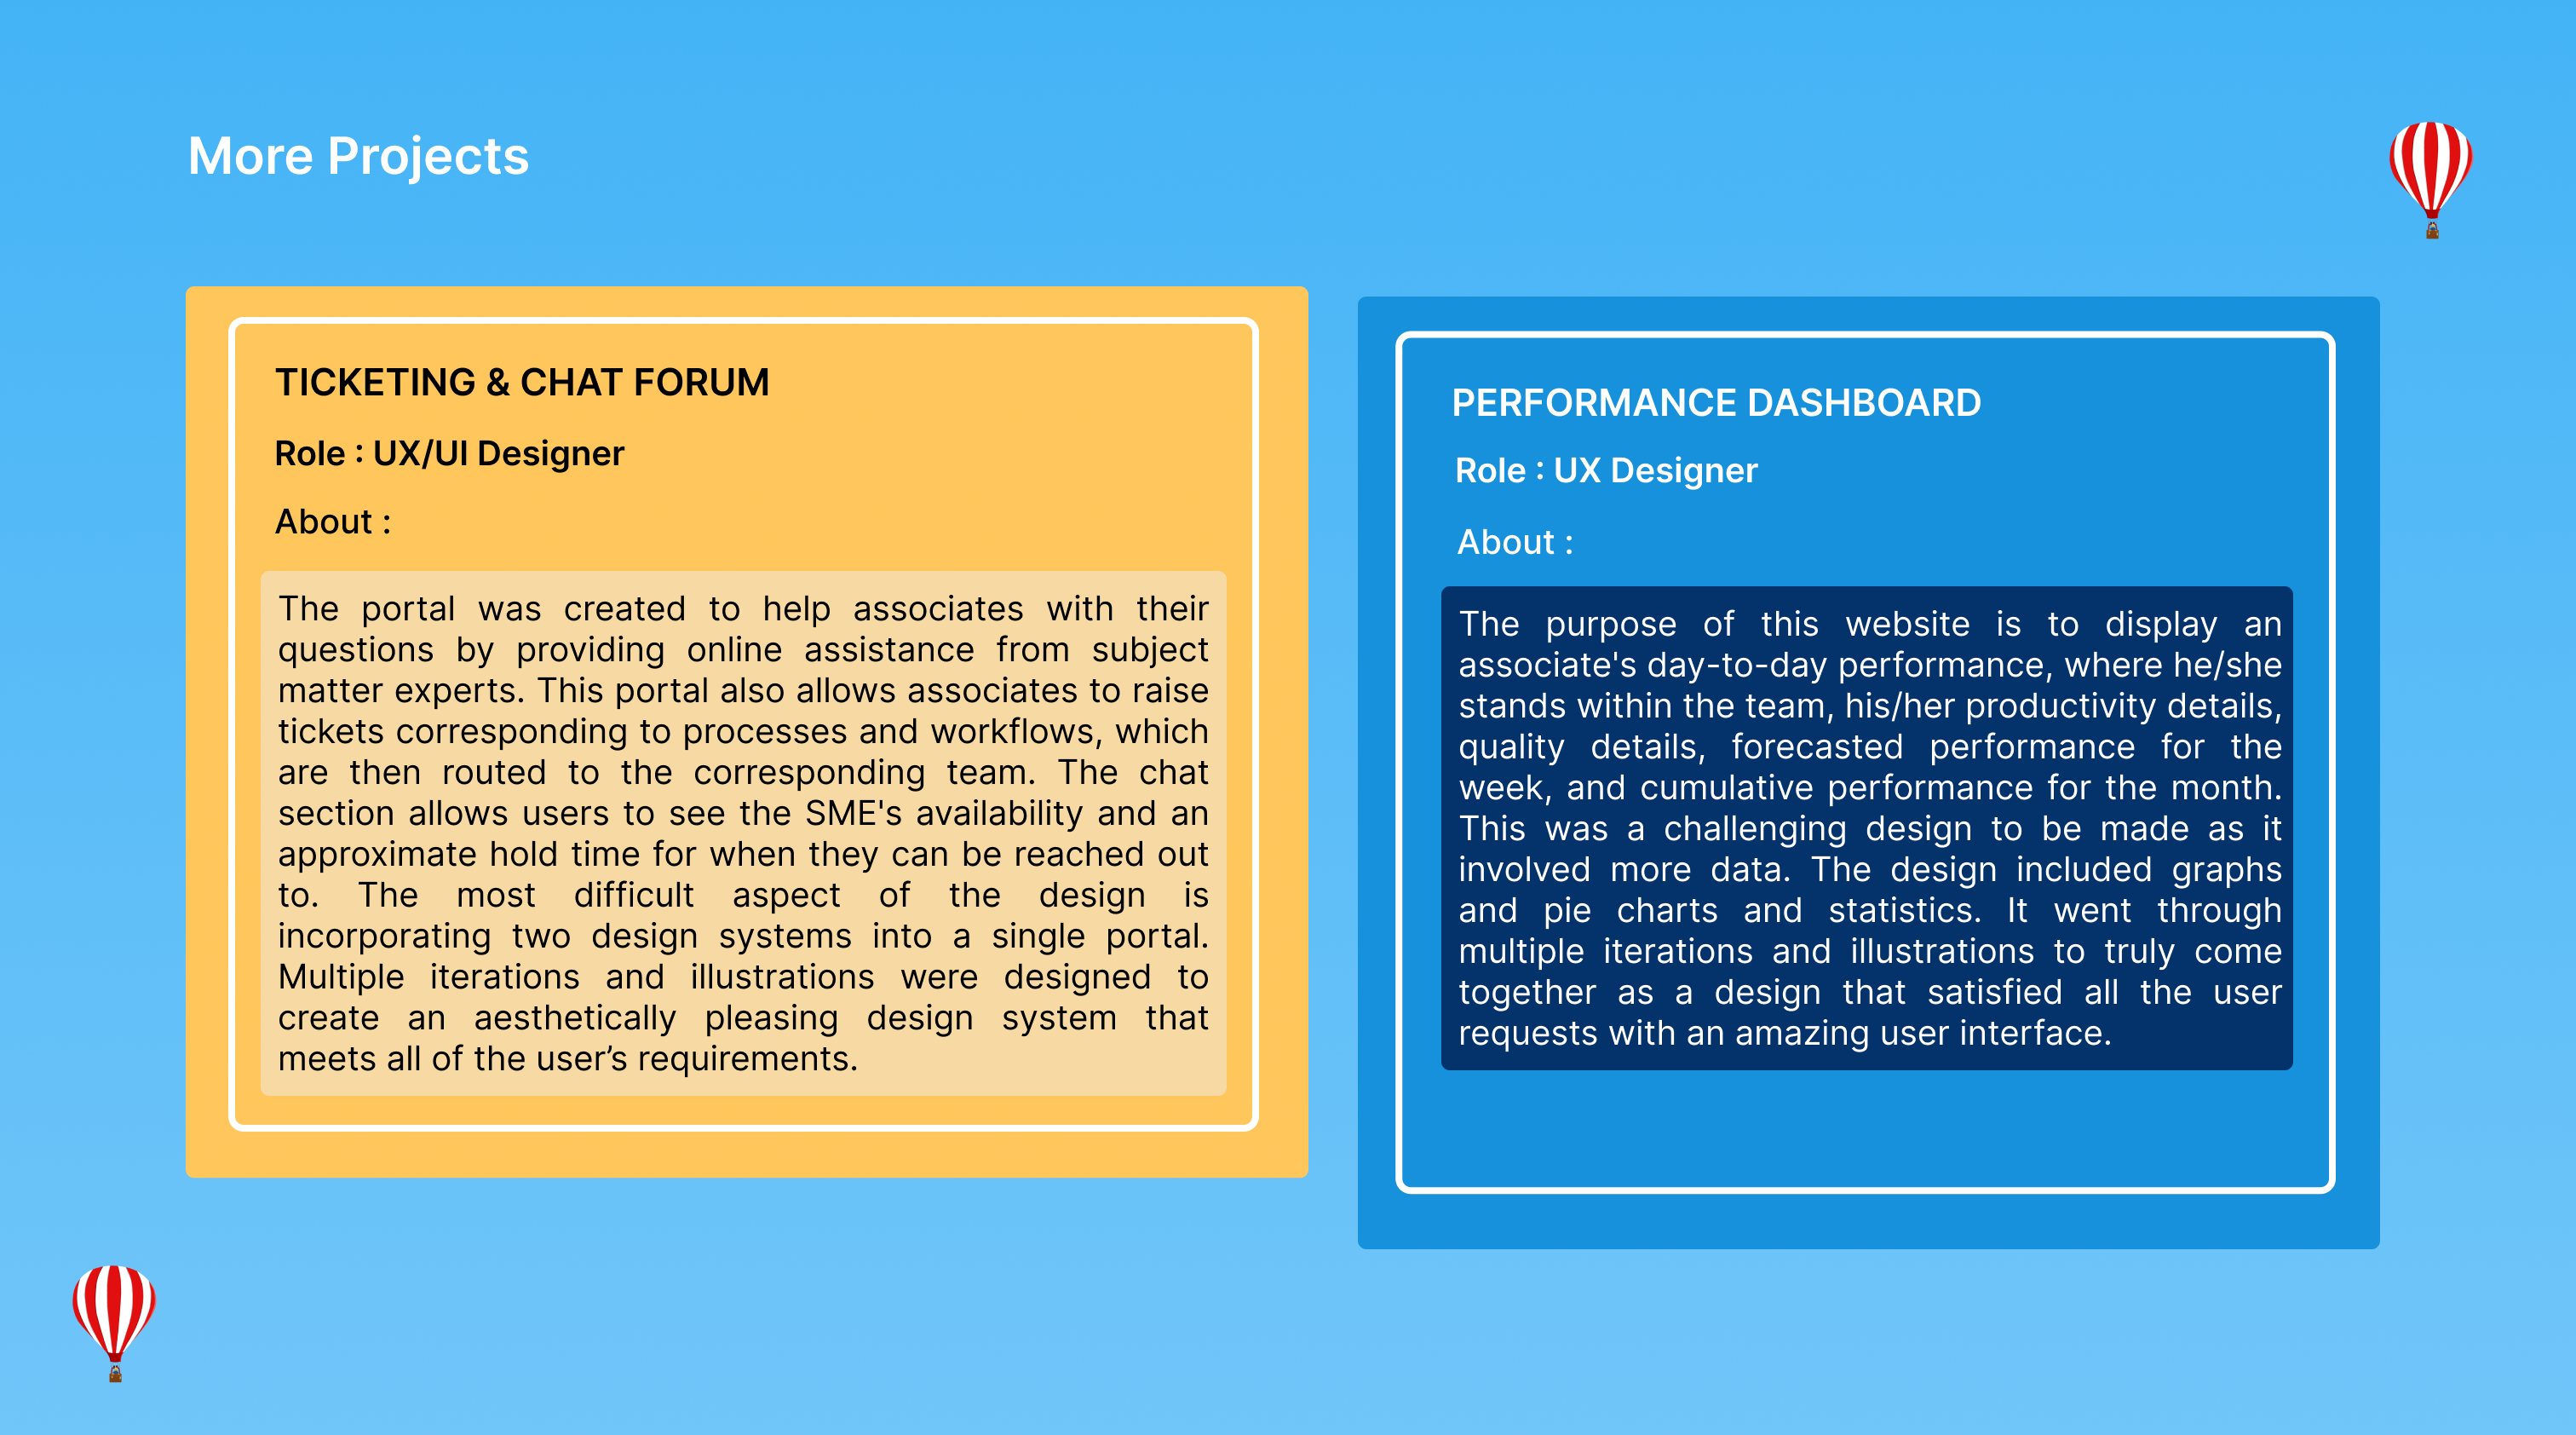 More Projects
TICKETING & CHAT FORUM
Role : UX/UI Designer
About :
The portal was created to help associates with their
questions by providing online assistance from subject
matter experts. This portal also allows associates to raise
tickets corresponding to processes and workflows, which
are then routed to the corresponding team. The chat
section allows users to see the SME's availability and an
approximate hold time for when they can be reached out
to. The most difficult aspect of the design is
incorporating two design systems into a single portal.
Multiple iterations and illustrations were designed to
create an aesthetically pleasing design system that
meets all of the user’s requirements.
PERFORMANCE DASHBOARD
Role : UX Designer
About :
The purpose of this website is to display an
associate's day-to-day performance, where he/she
stands within the team, his/her productivity details,
quality details, forecasted performance for the
week, and cumulative performance for the month.
This was a challenging design to be made as it
involved more data. The design included graphs
and pie charts and statistics. It went through
multiple iterations and illustrations to truly come
together as a design that satisfied all the user
requests with an amazing user interface.